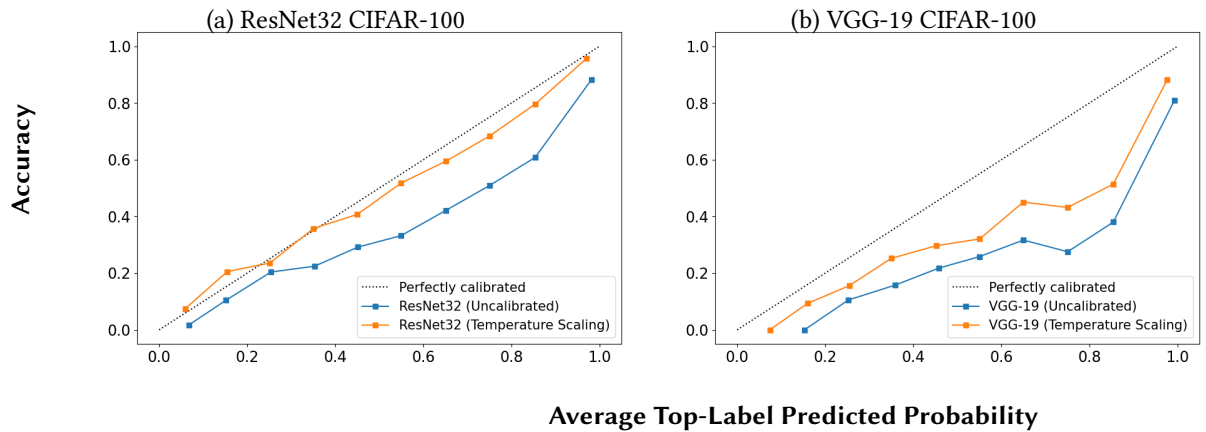 (a) ResNet32 CIFAR-100
(b) VGG-19 CIFAR-100
Accuracy
1.0
0.8
0.6
0.4
0.2
0.0
0.0 0.2 0.4 0.6 0.8 1.0
Perfectly calibrated
ResNet32 (Uncalibrated)
ResNet32 (Temperature Scaling)
1.0
0.8
0.6
0.4
0.2
0.0
0.0 0.2 0.4 0.6 0.8 1.0
Perfectly calibrated
VGG-19 (Uncalibrated)
VGG-19 (Temperature Scaling)
Average Top-Label Predicted Probability